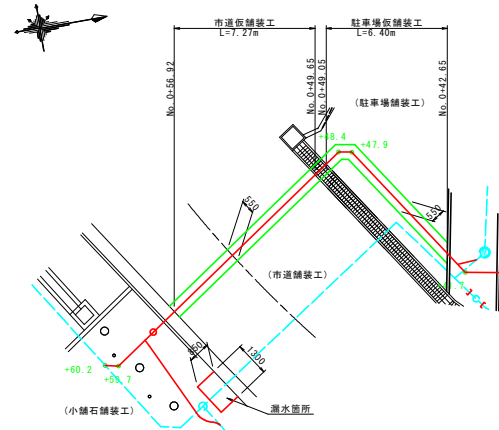 市道仮舗装工
L=7.27m
駐車場仮舗装工
L=6.40m
No.0+56.92
No.0+49.65
No.0+49.05
No.0+42.65
(駐車場舗装工)
+48.4
+47.9
550
550
(市道舗装工)
1300
+60.2
+59.7
(小舗石舗装工)
漏水箇所